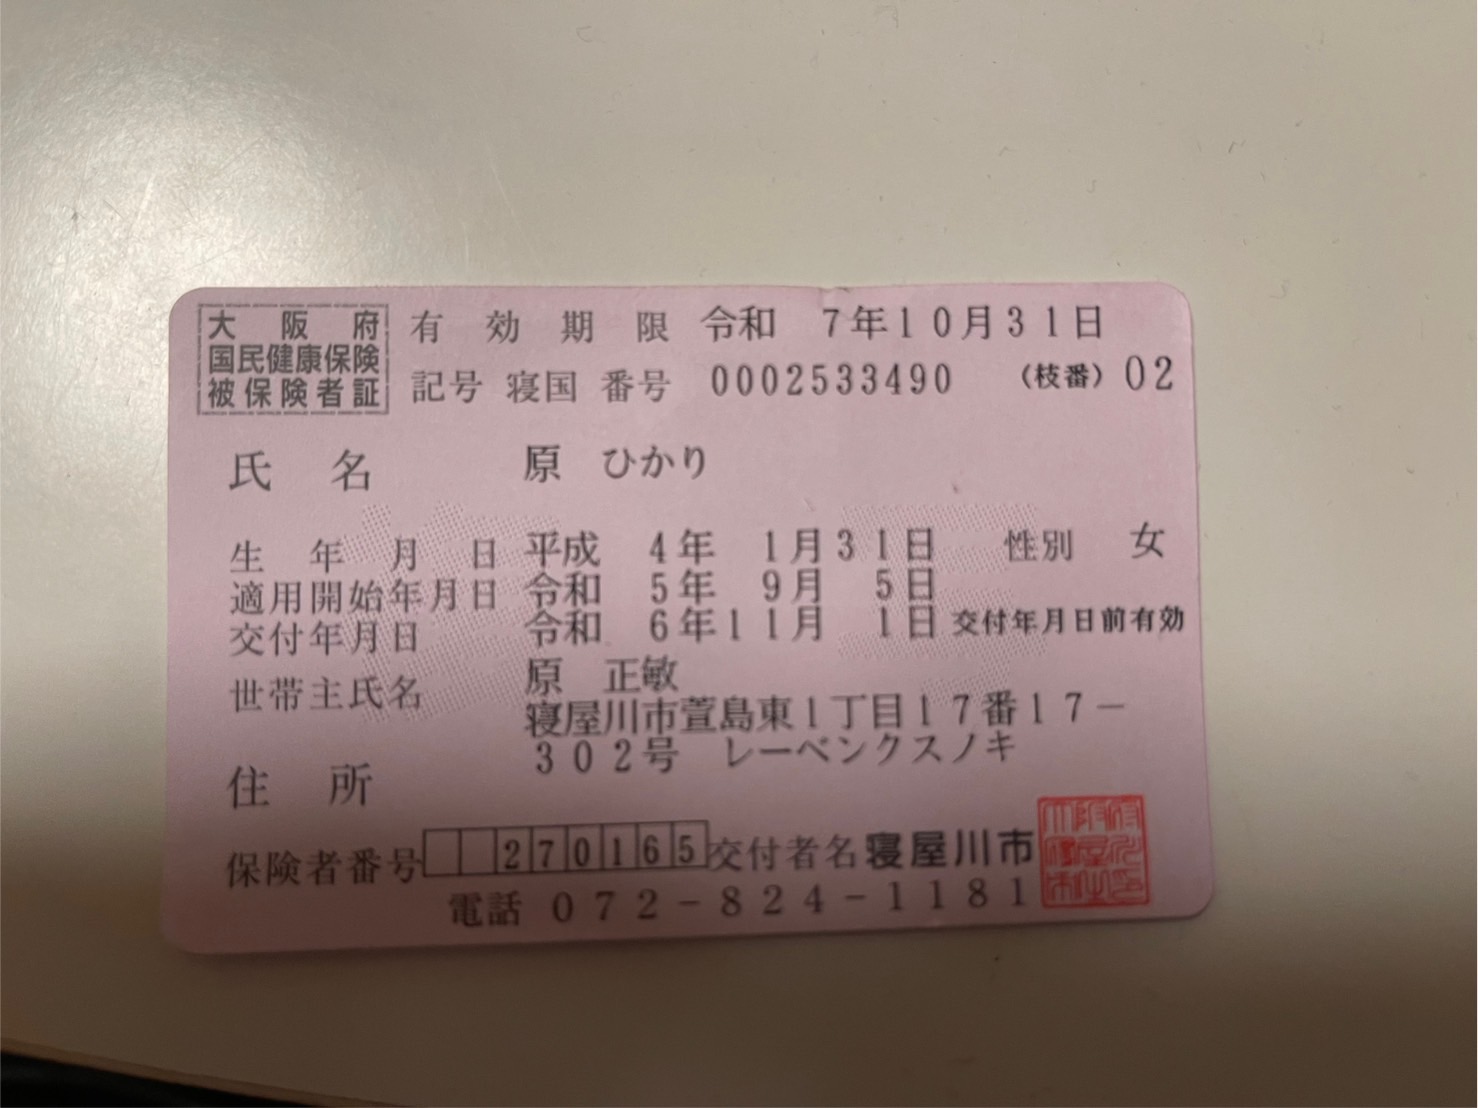 大阪府
国民健康保険
被保険者証
有効期限 令和 7年10月31日
記号 寝国 番号 0002533490 (枝番) 02
氏名 原 ひかり
生年月日 平成 4年 1月31日 性別 女
適用開始年月日 令和 5年 9月 5日
交付年月日 令和 6年11月 1日 交付年月日前有効
世帯主氏名 原 正敏
住所 寝屋川市萱島東1丁目17番17－
302号 レーベンクスノキ
保険者番号 270165 交付者名 寝屋川市
電話 072－824－1181